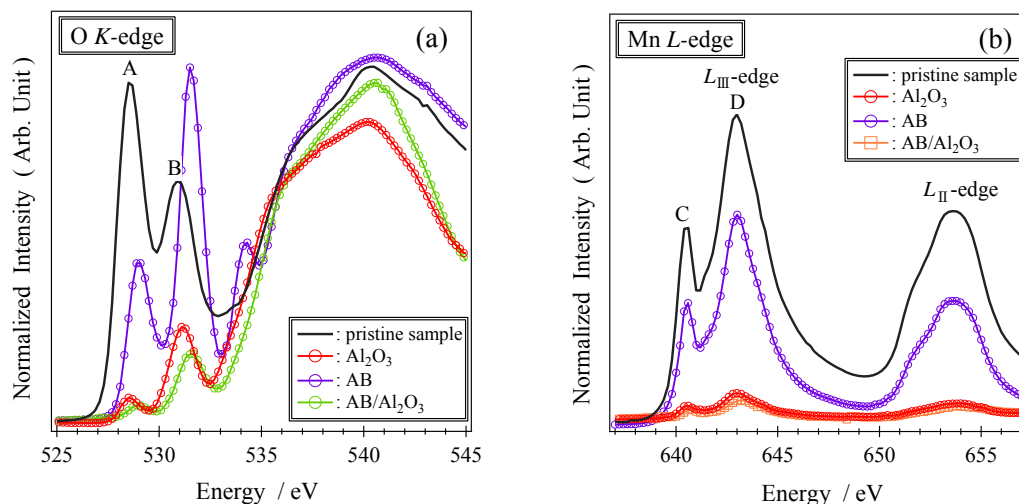 O K-edge
(a)
A
B
Normalized Intensity ( Arb. Unit )
: pristine sample
: Al₂O₃
: AB
: AB/Al₂O₃
525 530 535 540 545
Energy / eV
Mn L-edge
(b)
: pristine sample
: Al₂O₃
: AB
: AB/Al₂O₃
L_III-edge
D
C
L_II-edge
Normalized Intensity ( Arb. Unit )
640 645 650 655
Energy / eV